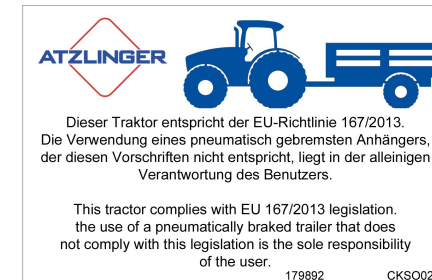 ATZLINGER
Dieser Traktor entspricht der EU-Richtlinie 167/2013.
Die Verwendung eines pneumatisch gebremsten Anhängers,
der diesen Vorschriften nicht entspricht, liegt in der alleinigen
Verantwortung des Benutzers.
This tractor complies with EU 167/2013 legislation.
the use of a pneumatically braked trailer that does
not comply with this legislation is the sole responsibility
of the user.
179892 CKSO02